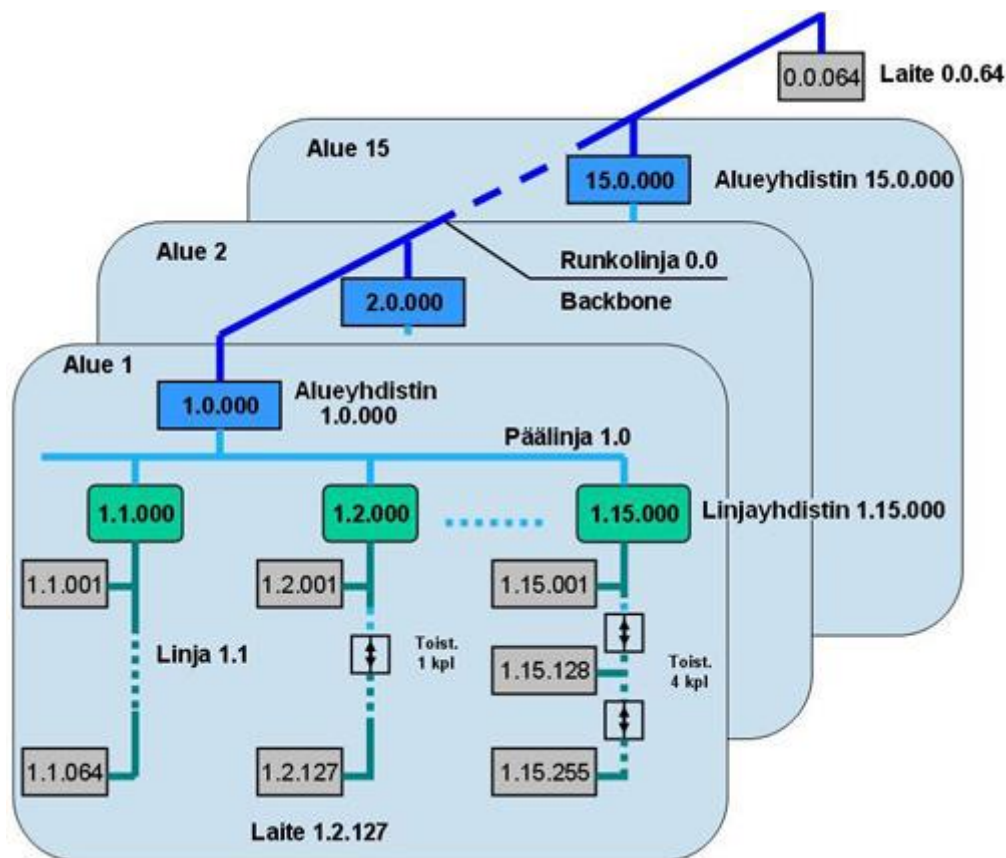 0.0.064
Laite 0.0.64
Alue 15
15.0.000
Alueyhdistin 15.0.000
Alue 2
Runkolinja 0.0
Backbone
2.0.000
Alue 1
1.0.000
Alueyhdistin
1.0.000
Päälinja 1.0
1.1.000
1.2.000
1.15.000
Linjayhdistin 1.15.000
1.1.001
1.2.001
1.15.001
Linja 1.1
Toist.
1 kpl
1.15.128
Toist.
4 kpl
1.1.064
1.2.127
1.15.255
Laite 1.2.127